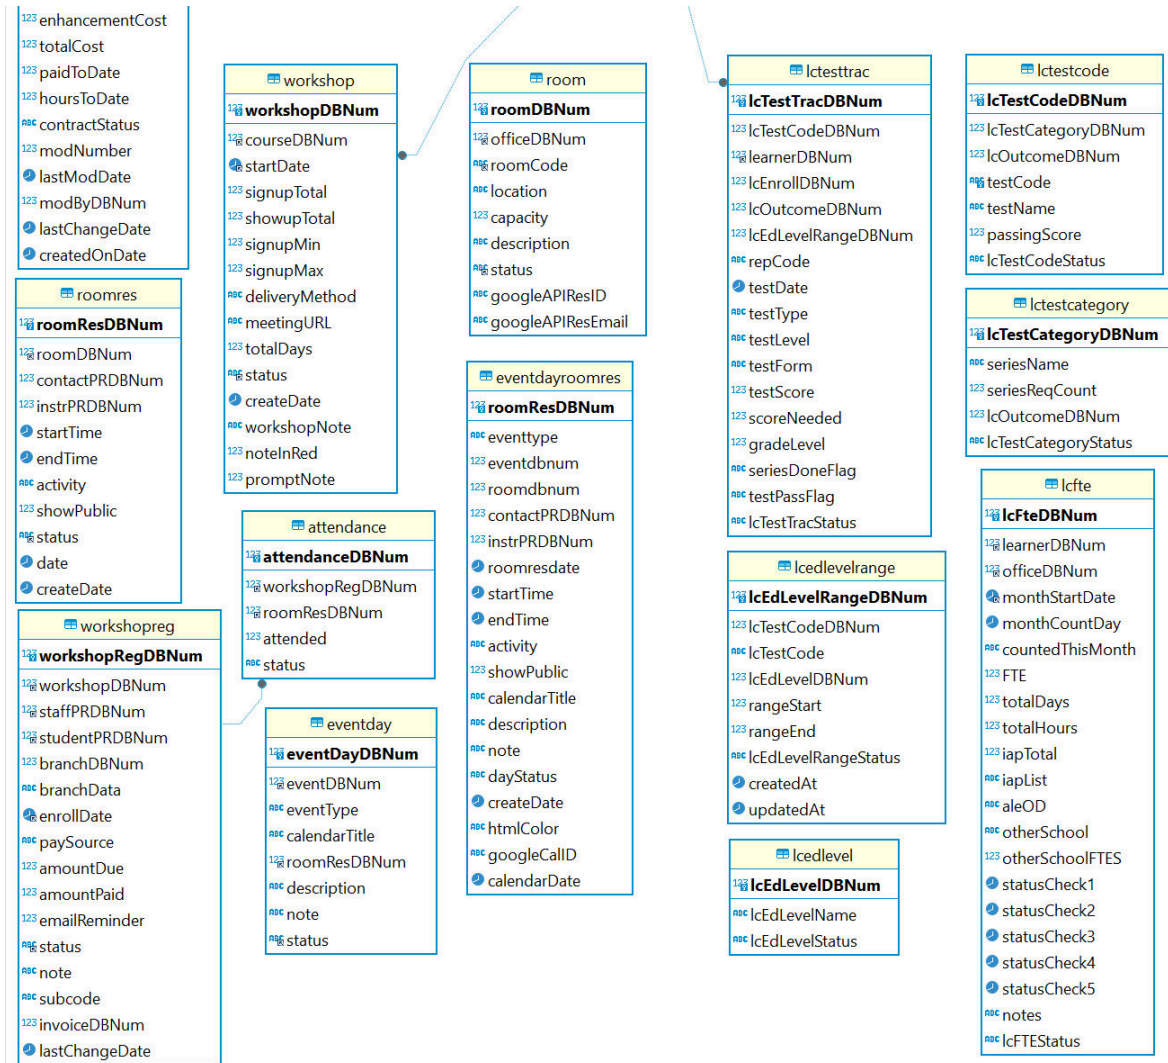 enhancementCost
totalCost
paidToDate
hoursToDate
contractStatus
modNumber
lastModDate
modByDBNum
lastChangeDate
createdOnDate
roomres
roomResDBNum
roomDBNum
contactPRDBNum
instrPRDBNum
startTime
endTime
activity
showPublic
status
date
createDate
workshopreg
workshopRegDBNum
workshopDBNum
staffPRDBNum
studentPRDBNum
branchDBNum
branchData
enrollDate
paySource
amountDue
amountPaid
emailReminder
status
note
subcode
invoiceDBNum
lastChangeDate
workshop
workshopDBNum
courseDBNum
startDate
signupTotal
showupTotal
signupMin
signupMax
deliveryMethod
meetingURL
totalDays
status
createDate
workshopNote
noteInRed
promptNote
attendance
attendanceDBNum
workshopRegDBNum
roomResDBNum
attended
status
eventday
eventDayDBNum
eventDBNum
eventType
calendarTitle
roomResDBNum
description
note
status
room
roomDBNum
officeDBNum
roomCode
location
capacity
description
status
googleAPIResID
googleAPIResEmail
eventdayroomres
roomResDBNum
eventtype
eventdbnum
roomdbnum
contactPRDBNum
instrPRDBNum
roomresdate
startTime
endTime
activity
showPublic
calendarTitle
description
note
dayStatus
createDate
htmlColor
googleCalID
calendarDate
lctesttrac
lcTestTracDBNum
lcTestCodeDBNum
learnerDBNum
lcEnrollDBNum
lcOutcomeDBNum
lcEdLevelRangeDBNum
repCode
testDate
testType
testLevel
testForm
testScore
scoreNeeded
gradeLevel
seriesDoneFlag
testPassFlag
lcTestTracStatus
lcedlevelrange
lcEdLevelRangeDBNum
lcTestCodeDBNum
lcTestCode
lcEdLevelDBNum
rangeStart
rangeEnd
lcEdLevelRangeStatus
createdAt
updatedAt
lcedlevel
lcEdLevelDBNum
lcEdLevelName
lcEdLevelStatus
lctestcode
lcTestCodeDBNum
lcTestCategoryDBNum
lcOutcomeDBNum
testCode
testName
passingScore
lcTestCodeStatus
lctestcategory
lcTestCategoryDBNum
seriesName
seriesReqCount
lcOutcomeDBNum
lcTestCategoryStatus
lcfte
lcFteDBNum
learnerDBNum
officeDBNum
monthStartDate
monthCountDay
countedThisMonth
FTE
totalDays
totalHours
iapTotal
iapList
aleOD
otherSchool
otherSchoolFTES
statusCheck1
statusCheck2
statusCheck3
statusCheck4
statusCheck5
notes
lcFTEStatus